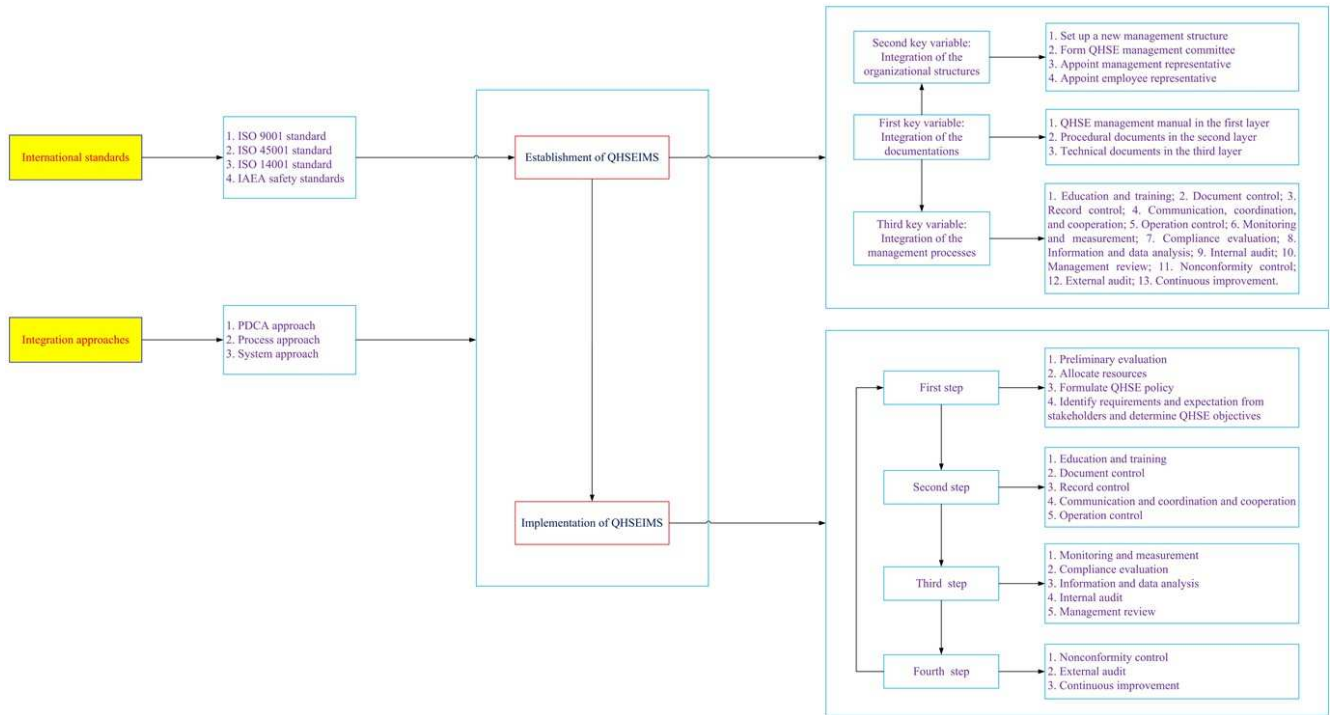 International standards
1. ISO 9001 standard
2. ISO 45001 standard
3. ISO 14001 standard
4. IAEA safety standards
Integration approaches
1. PDCA approach
2. Process approach
3. System approach
Establishment of QHSEIMS
Implementation of QHSEIMS
Second key variable:
Integration of the
organizational structures
1. Set up a new management structure
2. Form QHSE management committee
3. Appoint management representative
4. Appoint employee representative
First key variable:
Integration of the
documentations
1. QHSE management manual in the first layer
2. Procedural documents in the second layer
3. Technical documents in the third layer
Third key variable:
Integration of the
management processes
1. Education and training; 2. Document control; 3.
Record control; 4. Communication, coordination,
and cooperation; 5. Operation control; 6. Monitoring
and measurement; 7. Compliance evaluation; 8.
Information and data analysis; 9. Internal audit; 10.
Management review; 11. Nonconformity control;
12. External audit; 13. Continuous improvement.
First step
1. Preliminary evaluation
2. Allocate resources
3. Formulate QHSE policy
4. Identify requirements and expectation from
stakeholders and determine QHSE objectives
Second step
1. Education and training
2. Document control
3. Record control
4. Communication and coordination and cooperation
5. Operation control
Third step
1. Monitoring and measurement
2. Compliance evaluation
3. Information and data analysis
4. Internal audit
5. Management review
Fourth step
1. Nonconformity control
2. External audit
3. Continuous improvement